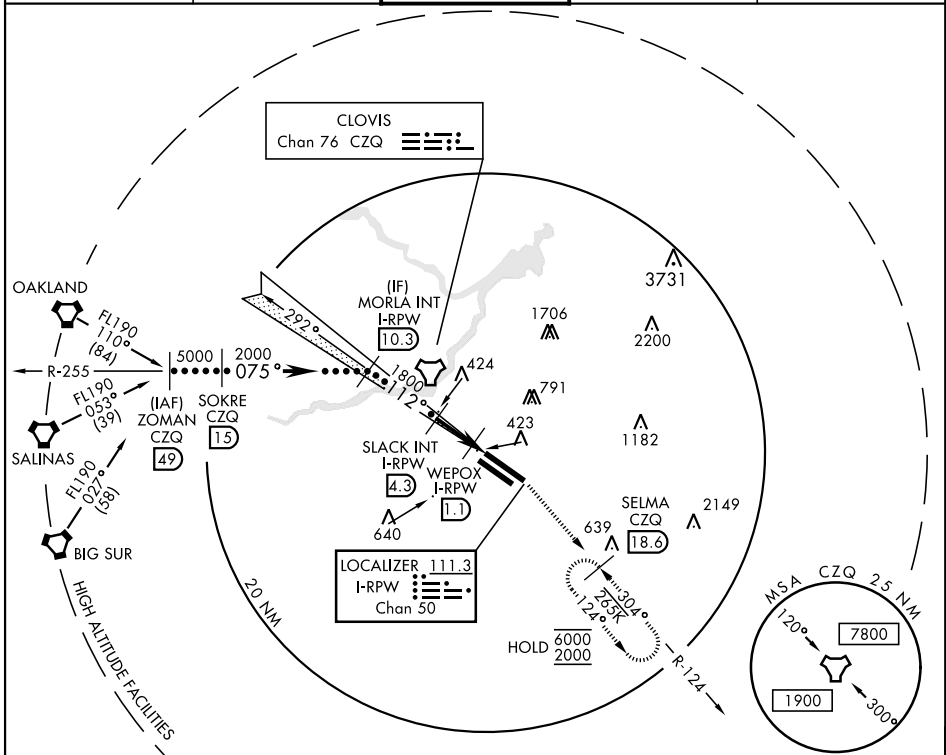 CLOVIS
Chan 76 CZQ
3731
OAKLAND
FL190
110°
(84)
(IF)
MORLA INT
I-RPW
10.3
292°
1706
2200
R-255
5000
2000
075°
1800
112°
424
791
423
1182
FL190
053°
(39)
(IAF)
ZOMAN
CZQ
49
SOKRE
CZQ
15
SALINAS
SLACK INT
I-RPW
4.3
WEPOX
I-RPW
1.1
FL190
027°
(58)
640
SELMA
CZQ
18.6
639
2149
BIG SUR
LOCALIZER 111.3
I-RPW
Chan 50
20 NM
304°
265K
124°
HOLD 6000
2000
R-124
HIGH ALTITUDE FACILITIES
MSA CZQ 25 NM
120°
7800
1900
300°